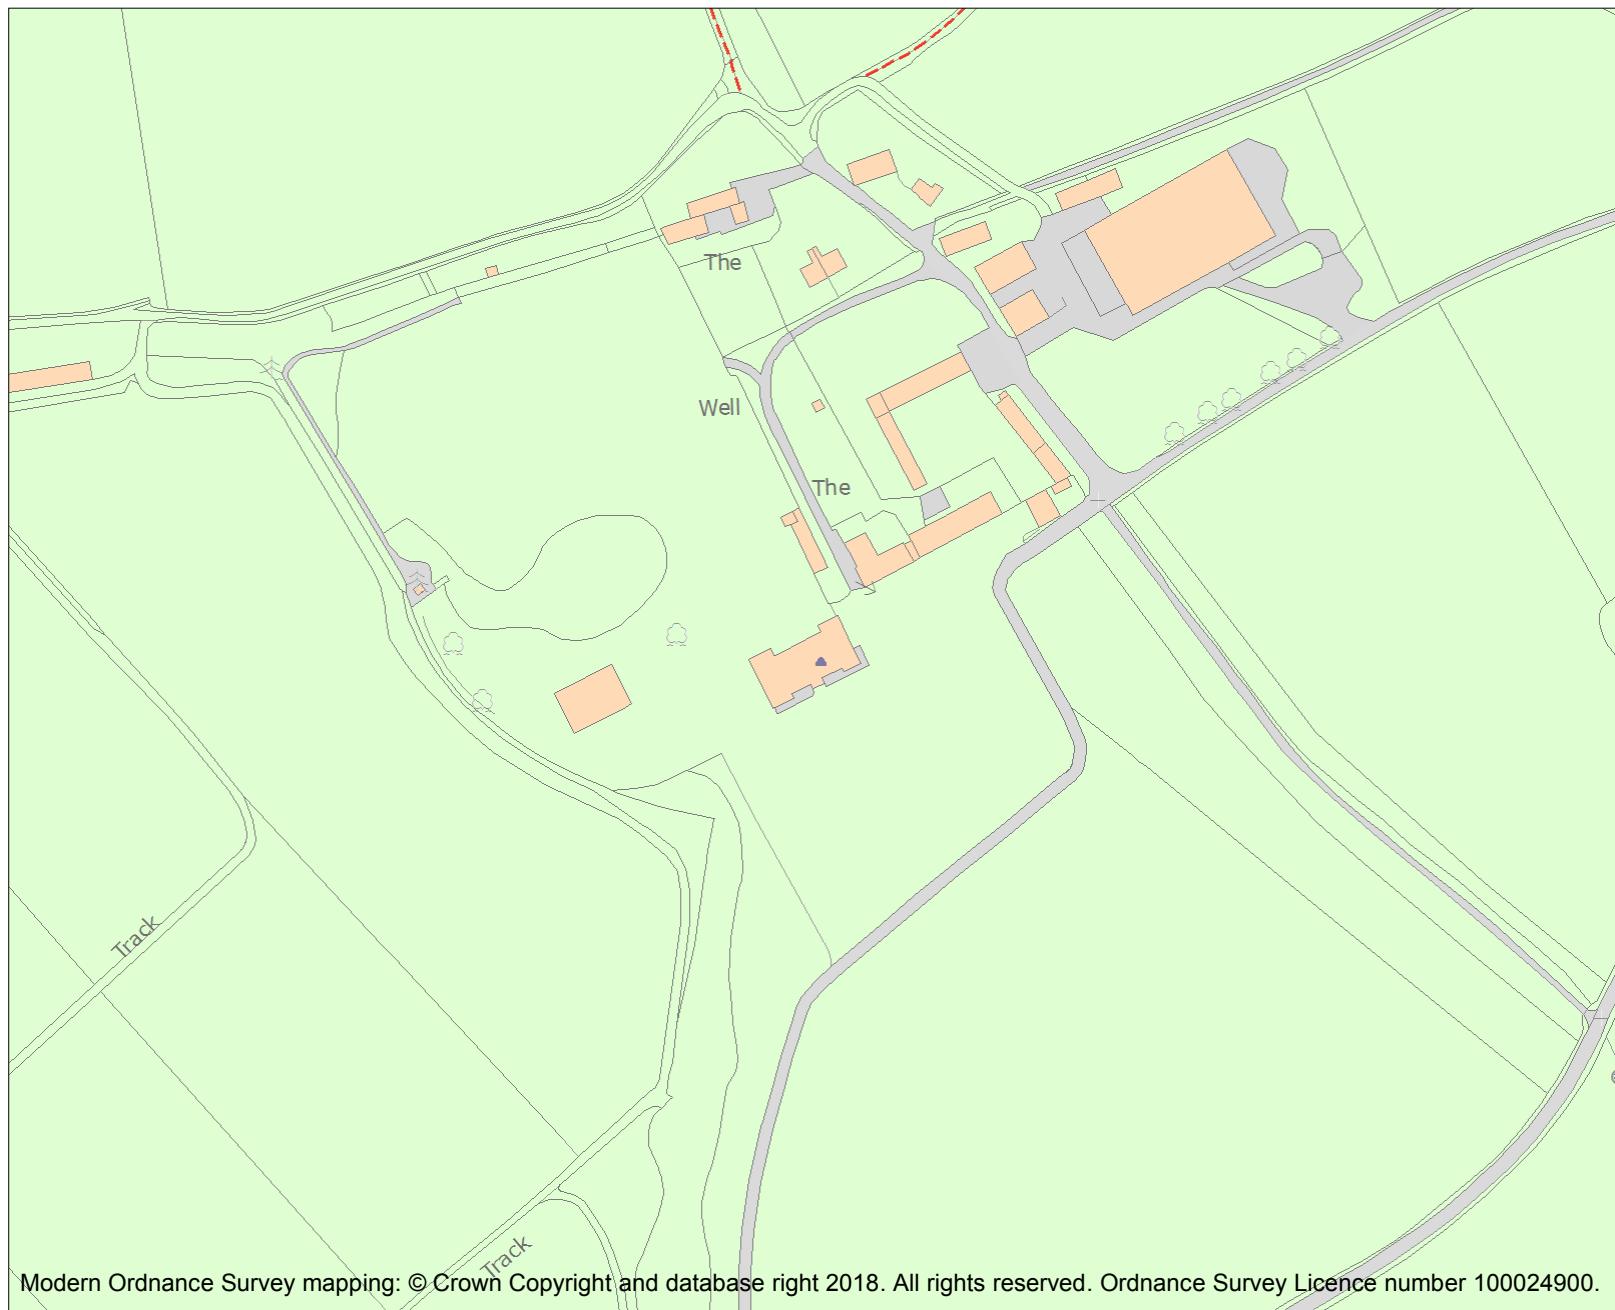 The
Well
The
Track
Track
Modern Ordnance Survey mapping: © Crown Copyright and database right 2018. All rights reserved. Ordnance Survey Licence number 100024900.